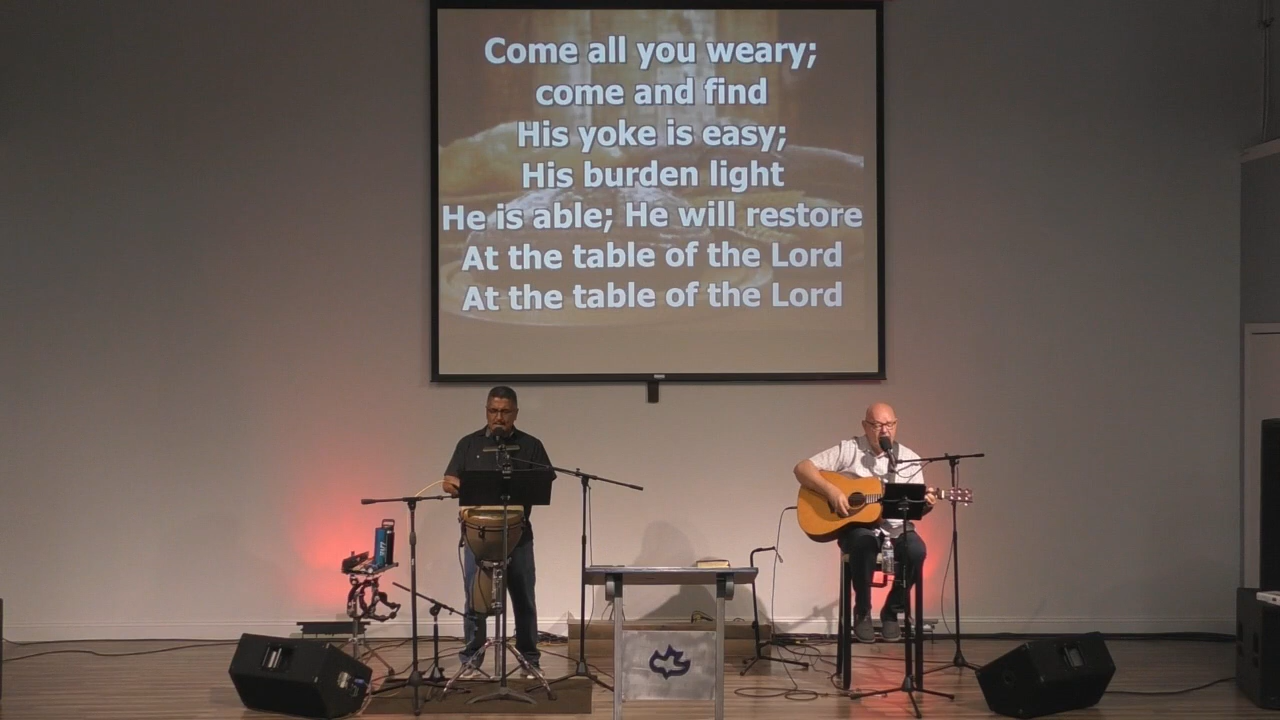 Come all you weary;
come and find
His yoke is easy;
His burden light
He is able; He will restore
At the table of the Lord
At the table of the Lord